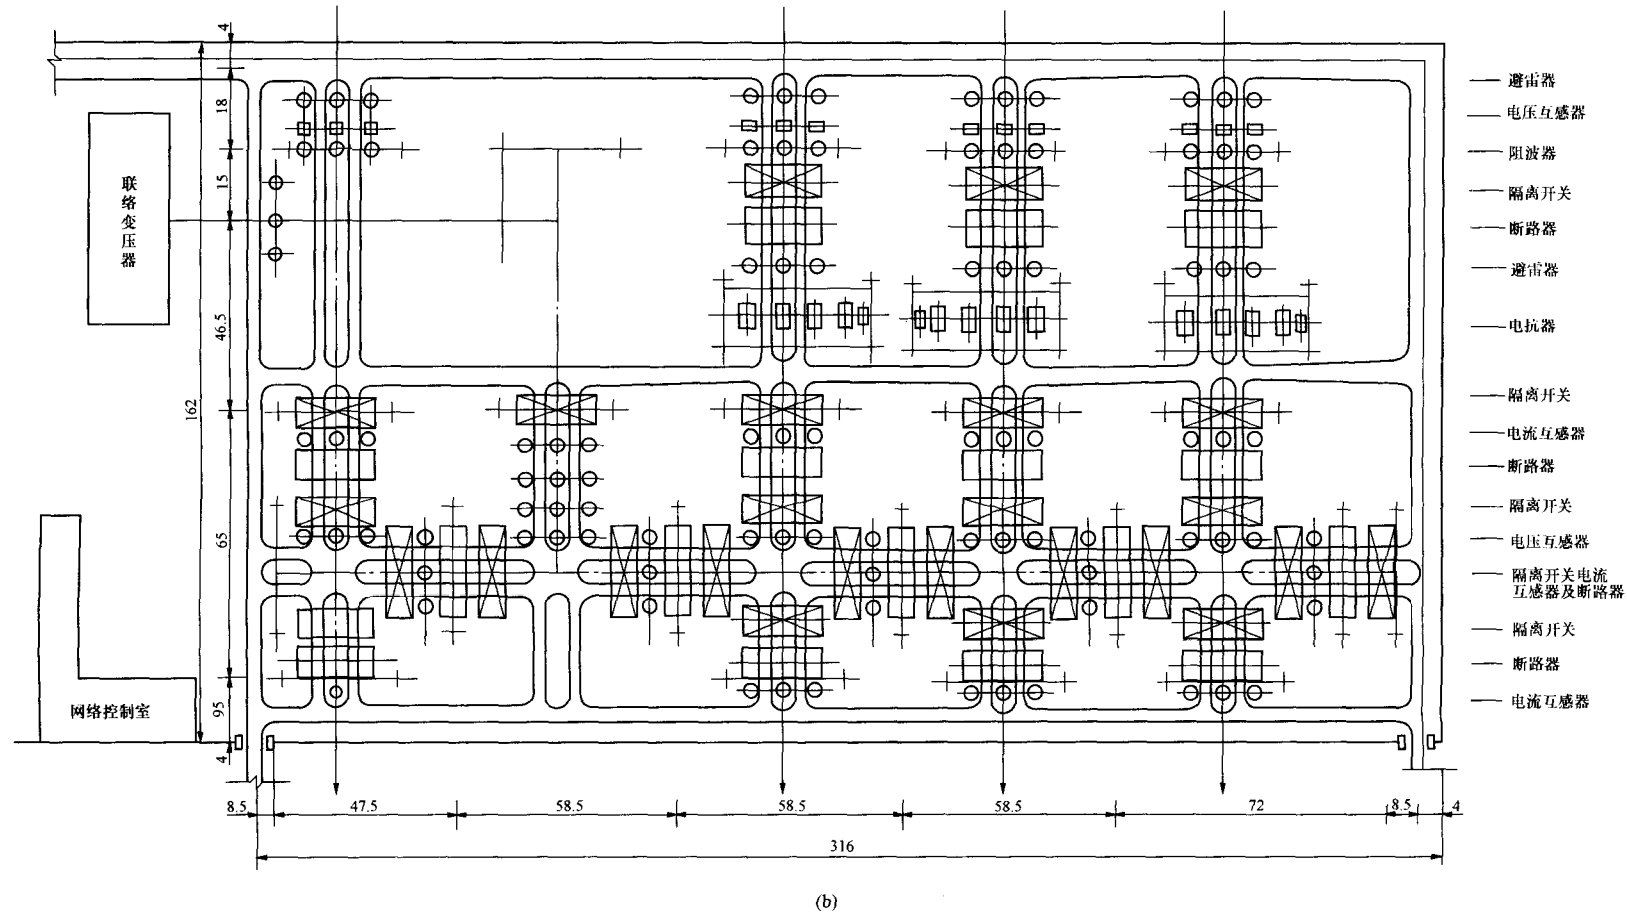 避雷器
电压互感器
阻波器
隔离开关
断路器
避雷器
电抗器
隔离开关
电流互感器
断路器
隔离开关
电压互感器
隔离开关电流
互感器及断路器
隔离开关
断路器
电流互感器
联络变压器
网络控制室
4
18
15
46.5
162
65
95
4
8.5
47.5
58.5
58.5
58.5
72
8.5
4
316
(b)